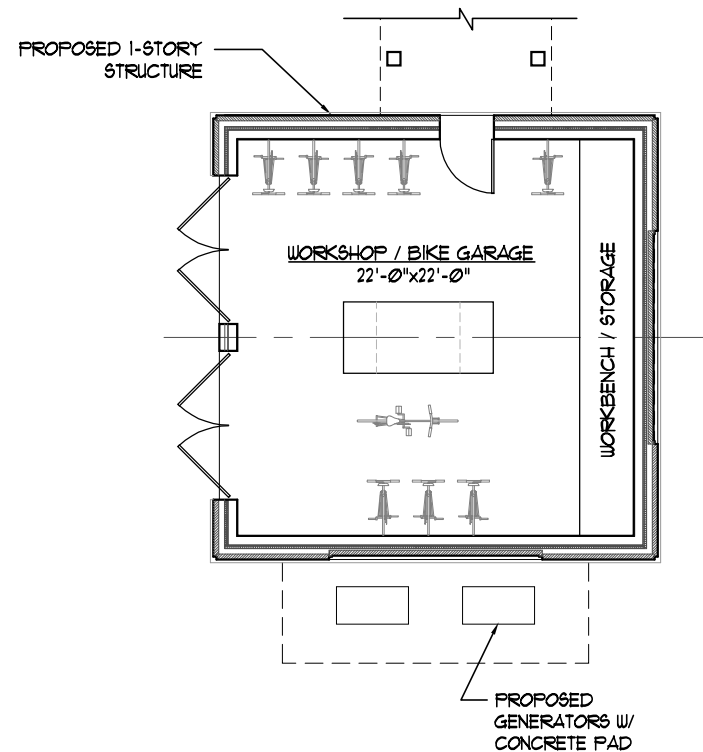 PROPOSED 1-STORY
STRUCTURE
WORKSHOP / BIKE GARAGE
22'-0"x22'-0"
WORKBENCH / STORAGE
PROPOSED
GENERATORS W/
CONCRETE PAD